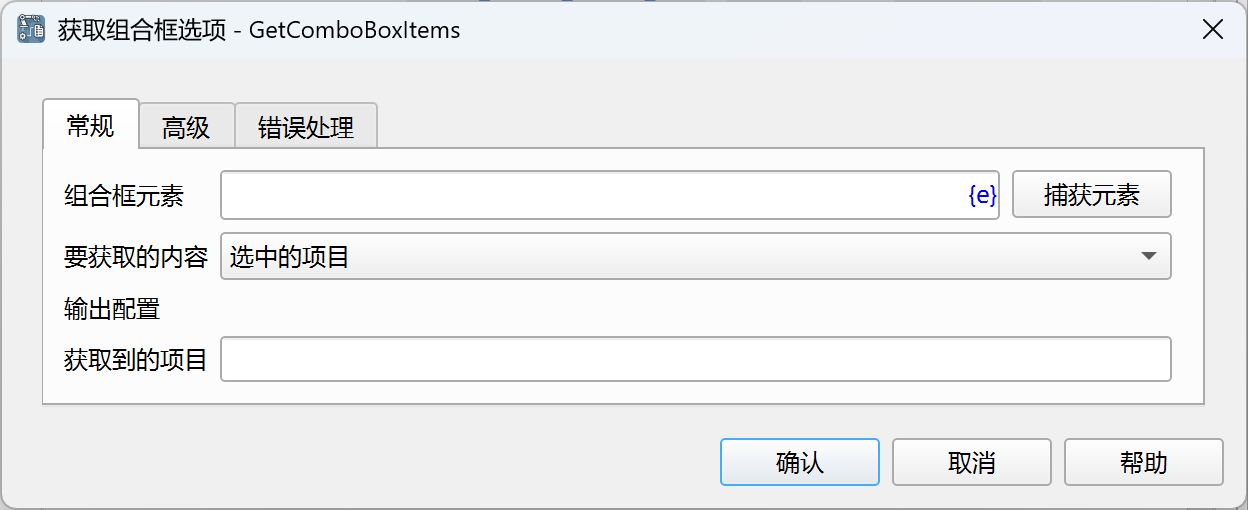 获取组合框选项 - GetComboBoxItems
常规 高级 错误处理
组合框元素 {e} 捕获元素
要获取的内容 选中的项目
输出配置
获取到的项目
确认 取消 帮助